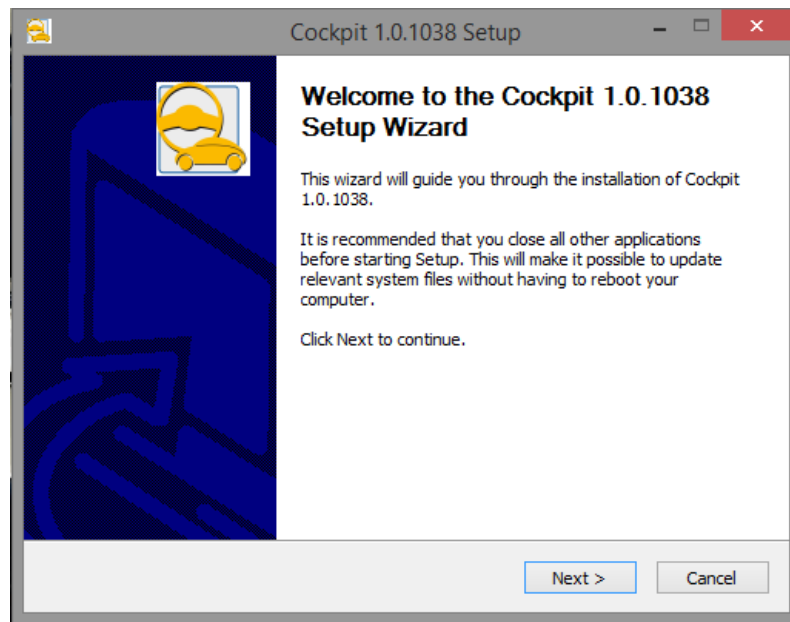 Cockpit 1.0.1038 Setup
Welcome to the Cockpit 1.0.1038
Setup Wizard
This wizard will guide you through the installation of Cockpit
1.0.1038.
It is recommended that you close all other applications
before starting Setup. This will make it possible to update
relevant system files without having to reboot your
computer.
Click Next to continue.
Next >
Cancel